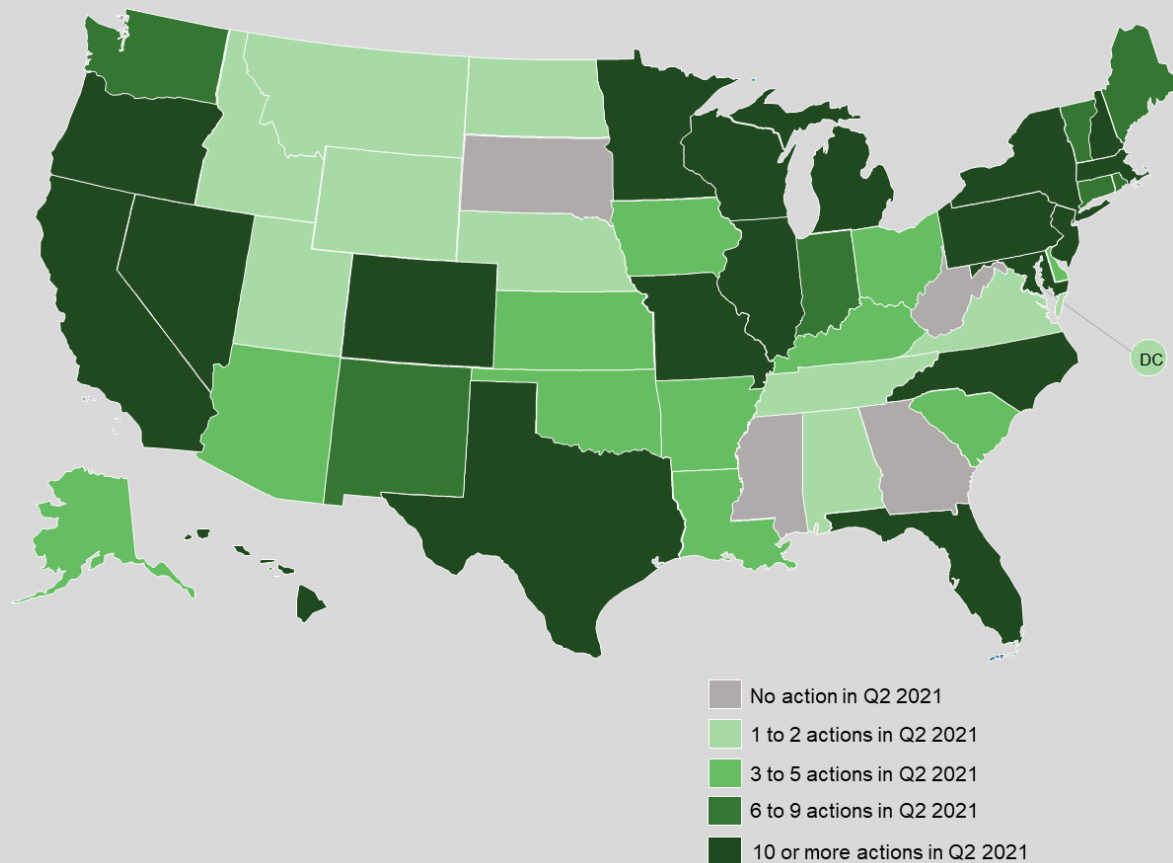 DC
No action in Q2 2021
1 to 2 actions in Q2 2021
3 to 5 actions in Q2 2021
6 to 9 actions in Q2 2021
10 or more actions in Q2 2021